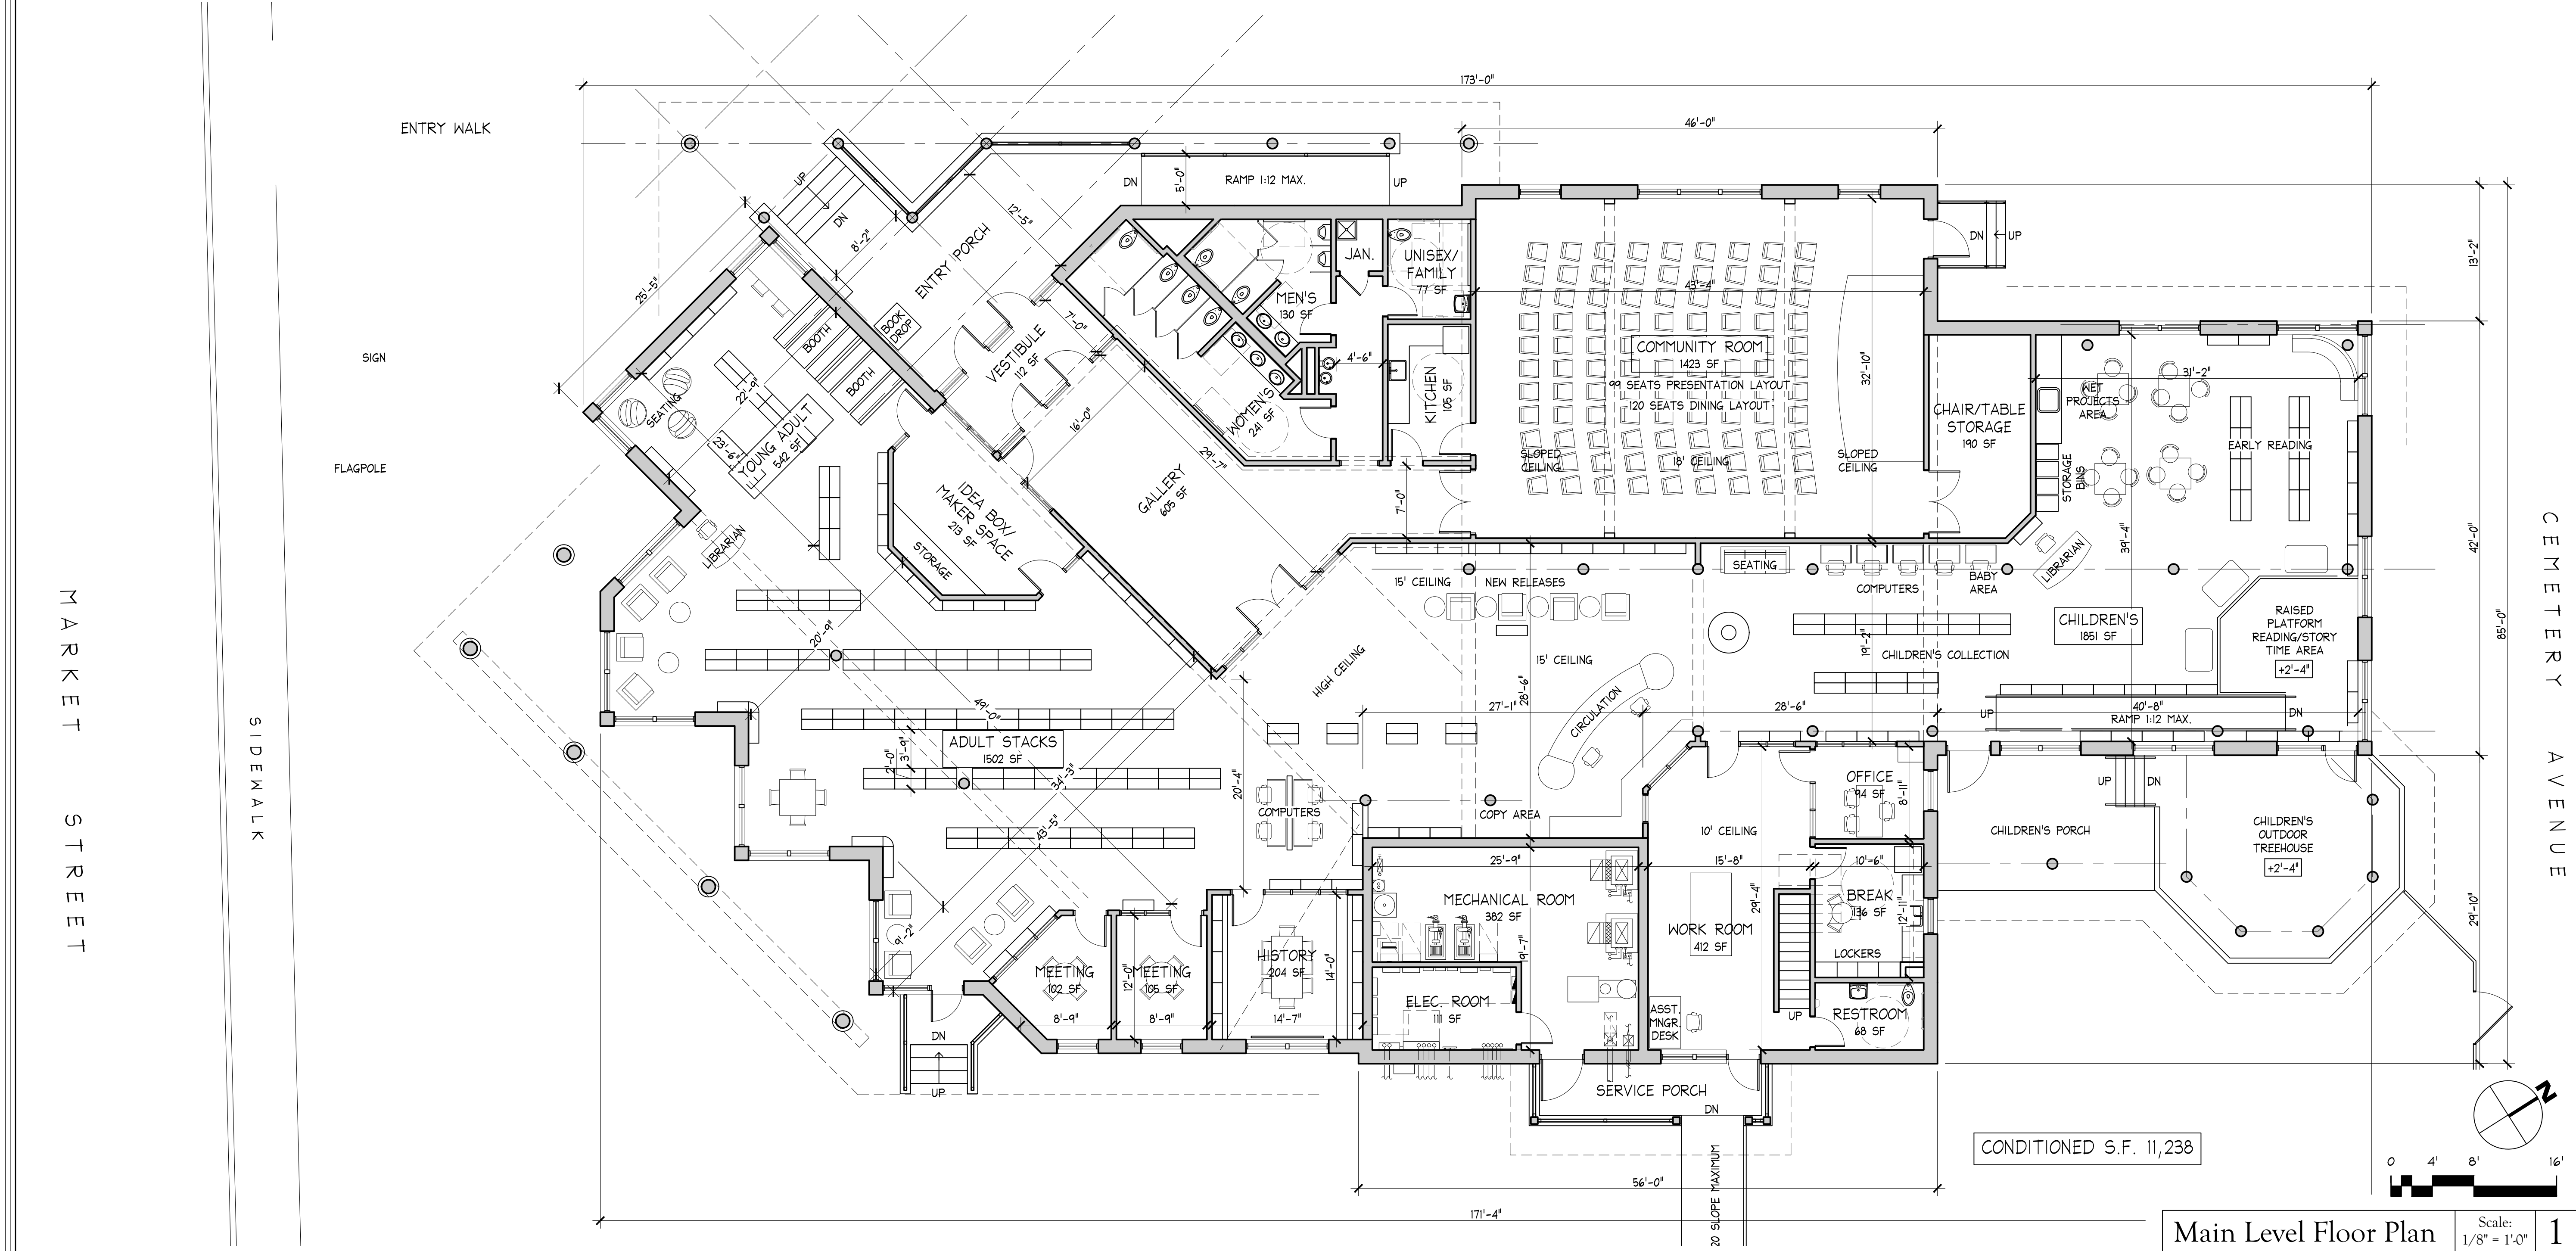 173'-0"
ENTRY WALK
46'-0"
UP
DN
8'-2"
12'-5"
ENTRY PORCH
DN
5'-0"
RAMP 1:12 MAX.
UP
25'-5"
BOOK
DROP
7'-0"
VESTIBULE
112 SF
MEN'S
130 SF
JAN.
UNISEX/
FAMILY
77 SF
43'-4"
DN
UP
13'-2"
SIGN
FLAGPOLE
BOOTH
BOOTH
SEATING
22'-9"
23'-6"
YOUNG ADULT
542 SF
16'-0"
29'-7"
WOMEN'S
241 SF
4'-6"
KITCHEN
105 SF
COMMUNITY ROOM
1423 SF
99 SEATS PRESENTATION LAYOUT
120 SEATS DINING LAYOUT
32'-10"
SLOPED
CEILING
18' CEILING
SLOPED
CEILING
7'-0"
CHAIR/TABLE
STORAGE
190 SF
31'-2"
WET
PROJECTS
AREA
EARLY READING
STORAGE
BINS
39'-4"
42'-0"
85'-0"
IDEA BOX/
MAKER SPACE
213 SF
STORAGE
GALLERY
605 SF
LIBRARIAN
15' CEILING
NEW RELEASES
SEATING
COMPUTERS
BABY
AREA
LIBRARIAN
CHILDREN'S
1851 SF
RAISED
PLATFORM
READING/STORY
TIME AREA
+2'-4"
20'-9"
HIGH CEILING
15' CEILING
28'-6"
19'-2"
CHILDREN'S COLLECTION
CIRCULATION
49'-0"
27'-1"
28'-6"
40'-8"
UP
RAMP 1:12 MAX.
DN
ADULT STACKS
1502 SF
2'-0"
3'-9"
34'-3"
43'-5"
20'-4"
COMPUTERS
COPY AREA
10' CEILING
OFFICE
94 SF
8'-11"
UP
DN
CHILDREN'S PORCH
CHILDREN'S
OUTDOOR
TREEHOUSE
+2'-4"
25'-9"
15'-8"
10'-6"
MECHANICAL ROOM
382 SF
WORK ROOM
412 SF
29'-4"
BREAK
136 SF
12'-11"
LOCKERS
29'-10"
9'-2"
MEETING
102 SF
12'-0"
MEETING
105 SF
HISTORY
204 SF
14'-0"
8'-9"
8'-9"
14'-7"
ELEC. ROOM
111 SF
19'-7"
ASST.
MNGR.
DESK
UP
RESTROOM
68 SF
DN
UP
SERVICE PORCH
DN
20 SLOPE MAXIMUM
56'-0"
171'-4"
MARKET STREET
SIDEWALK
CEMETERY AVENUE
CONDITIONED S.F. 11,238
N
0 4' 8' 16'
Main Level Floor Plan
Scale:
1/8" = 1'-0"
1